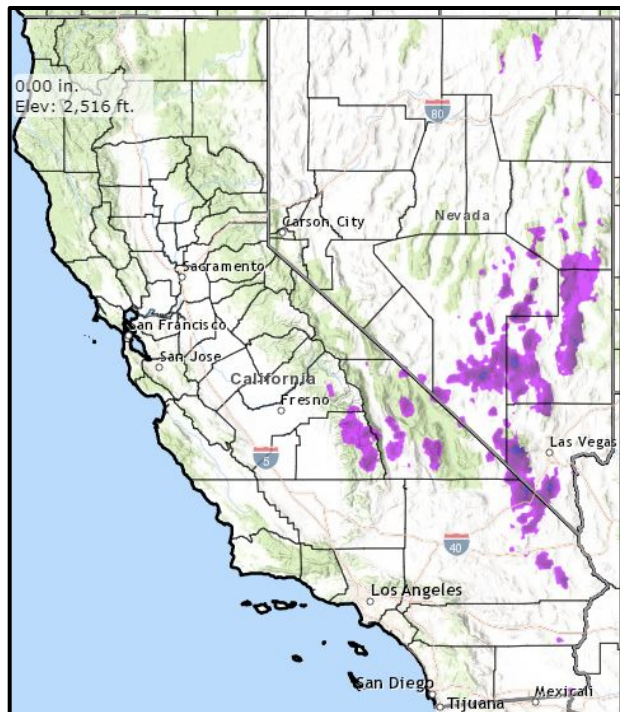 0.00 in.
Elev: 2,516 ft.
80
Carson City
Nevada
Sacramento
San Francisco
San Jose
California
Fresno
5
Las Vegas
40
Los Angeles
San Diego
Mexicali
Tijuana